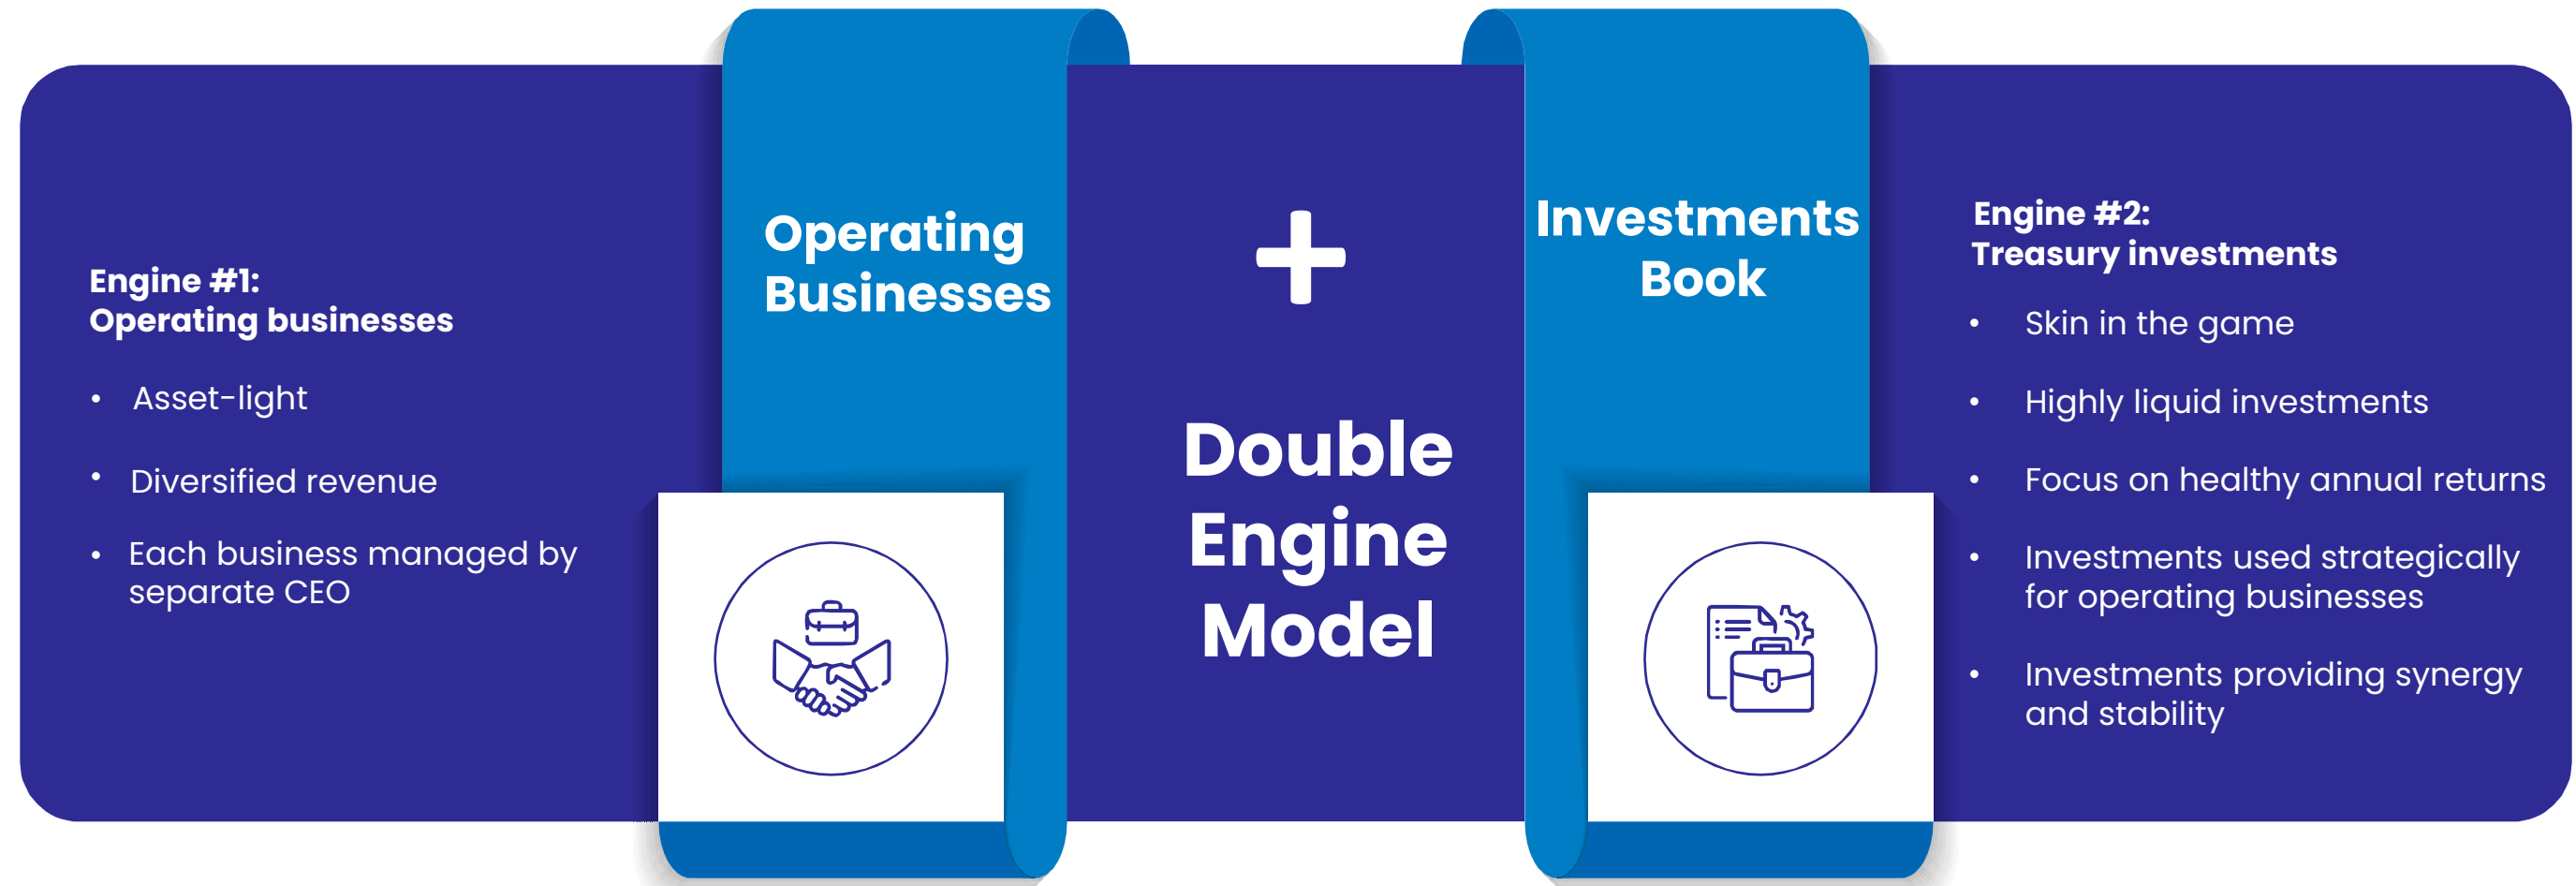 Engine #1:
Operating businesses
• Asset-light
• Diversified revenue
• Each business managed by
separate CEO
Operating
Businesses
+
Double
Engine
Model
Investments
Book
Engine #2:
Treasury investments
• Skin in the game
• Highly liquid investments
• Focus on healthy annual returns
• Investments used strategically
for operating businesses
• Investments providing synergy
and stability